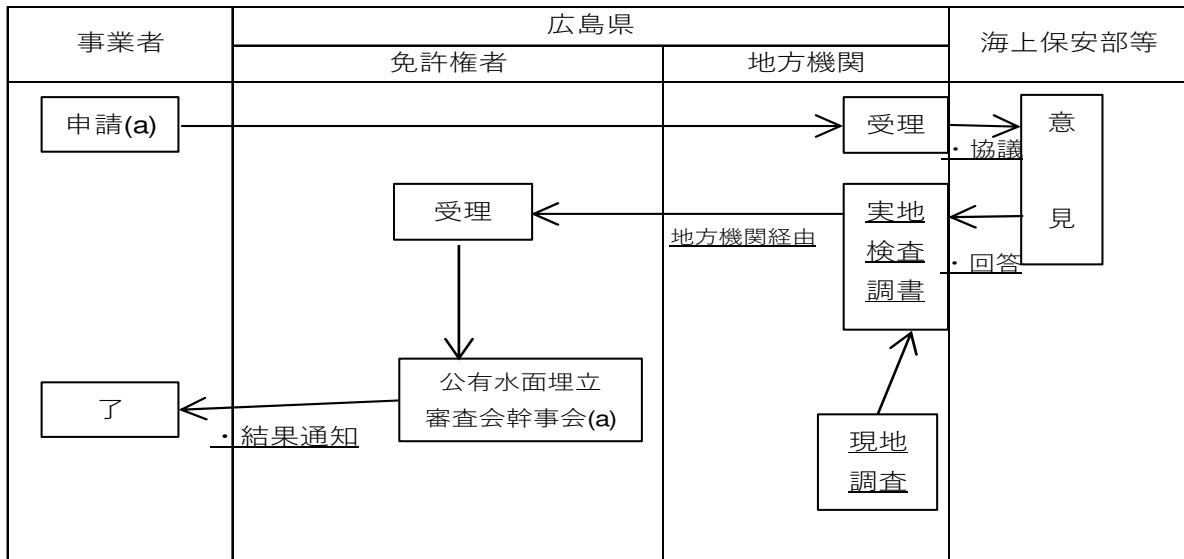 事業者
広島県
海上保安部等
免許権者
地方機関
申請(a)
受理
意
・協議
見
受理
実地
地方機関経由
検査
・回答
調書
了
公有水面埋立
審査会幹事会(a)
・結果通知
現地
調査